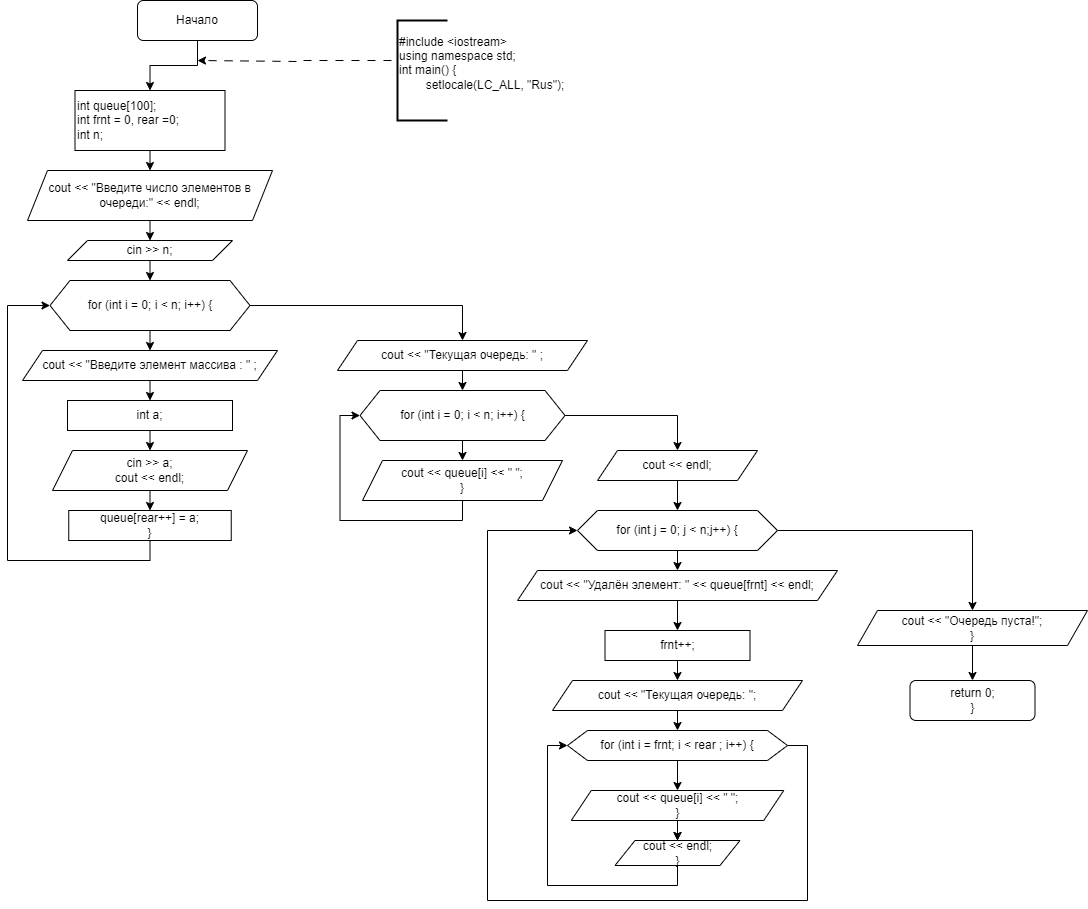 Начало
#include <iostream>
using namespace std;
int main() {
setlocale(LC_ALL, "Rus");
int queue[100];
int frnt = 0, rear =0;
int n;
cout << "Введите число элементов в
очереди:" << endl;
cin >> n;
for (int i = 0; i < n; i++) {
cout << "Введите элемент массива : " ;
int a;
cin >> a;
cout << endl;
queue[rear++] = a;
}
cout << "Текущая очередь: " ;
for (int i = 0; i < n; i++) {
cout << queue[i] << " ";
}
cout << endl;
for (int j = 0; j < n;j++) {
cout << "Удалён элемент: " << queue[frnt] << endl;
frnt++;
cout << "Текущая очередь: ";
for (int i = frnt; i < rear ; i++) {
cout << queue[i] << " ";
}
cout << endl;
}
cout << "Очередь пуста!";
}
return 0;
}